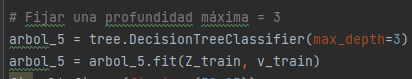 # Fijar una profundidad máxima = 3
arbol_5 = tree.DecisionTreeClassifier(max_depth=3)
arbol_5 = arbol_5.fit(Z_train, v_train)